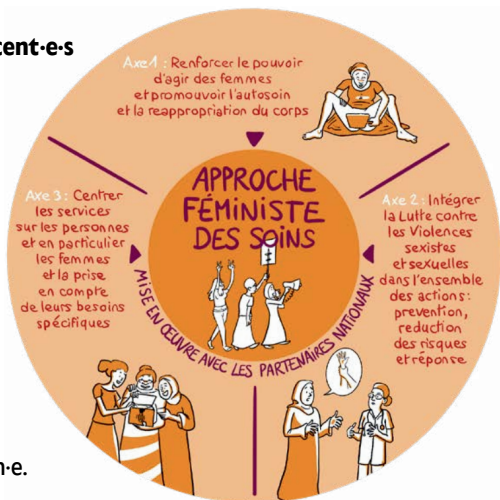 cent·e·s
Axe 1 : Renforcer le pouvoir
d'agir des femmes
et promouvoir l'autosoin
et la reappropriation du corps
APPROCHE
FÉMINISTE
DES SOINS
MISE EN ŒUVRE AVEC LES PARTENAIRES NATIONAUX
Axe 3 : Centrer
les services
sur les personnes
et en particulier
les femmes
et la prise
en compte
de leurs besoins
spécifiques
Axe 2 : Intégrer
la Lutte contre
les Violences
sexistes
et sexuelles
dans l'ensemble
des actions :
prevention,
reduction
des risques
et réponse
n·e.